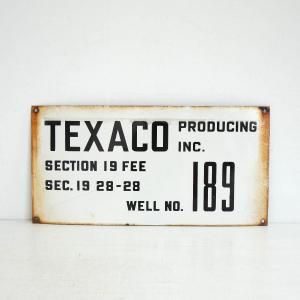 TEXACO PRODUCING INC.
SECTION 19 FEE
SEC. 19 28-28
WELL NO. 189